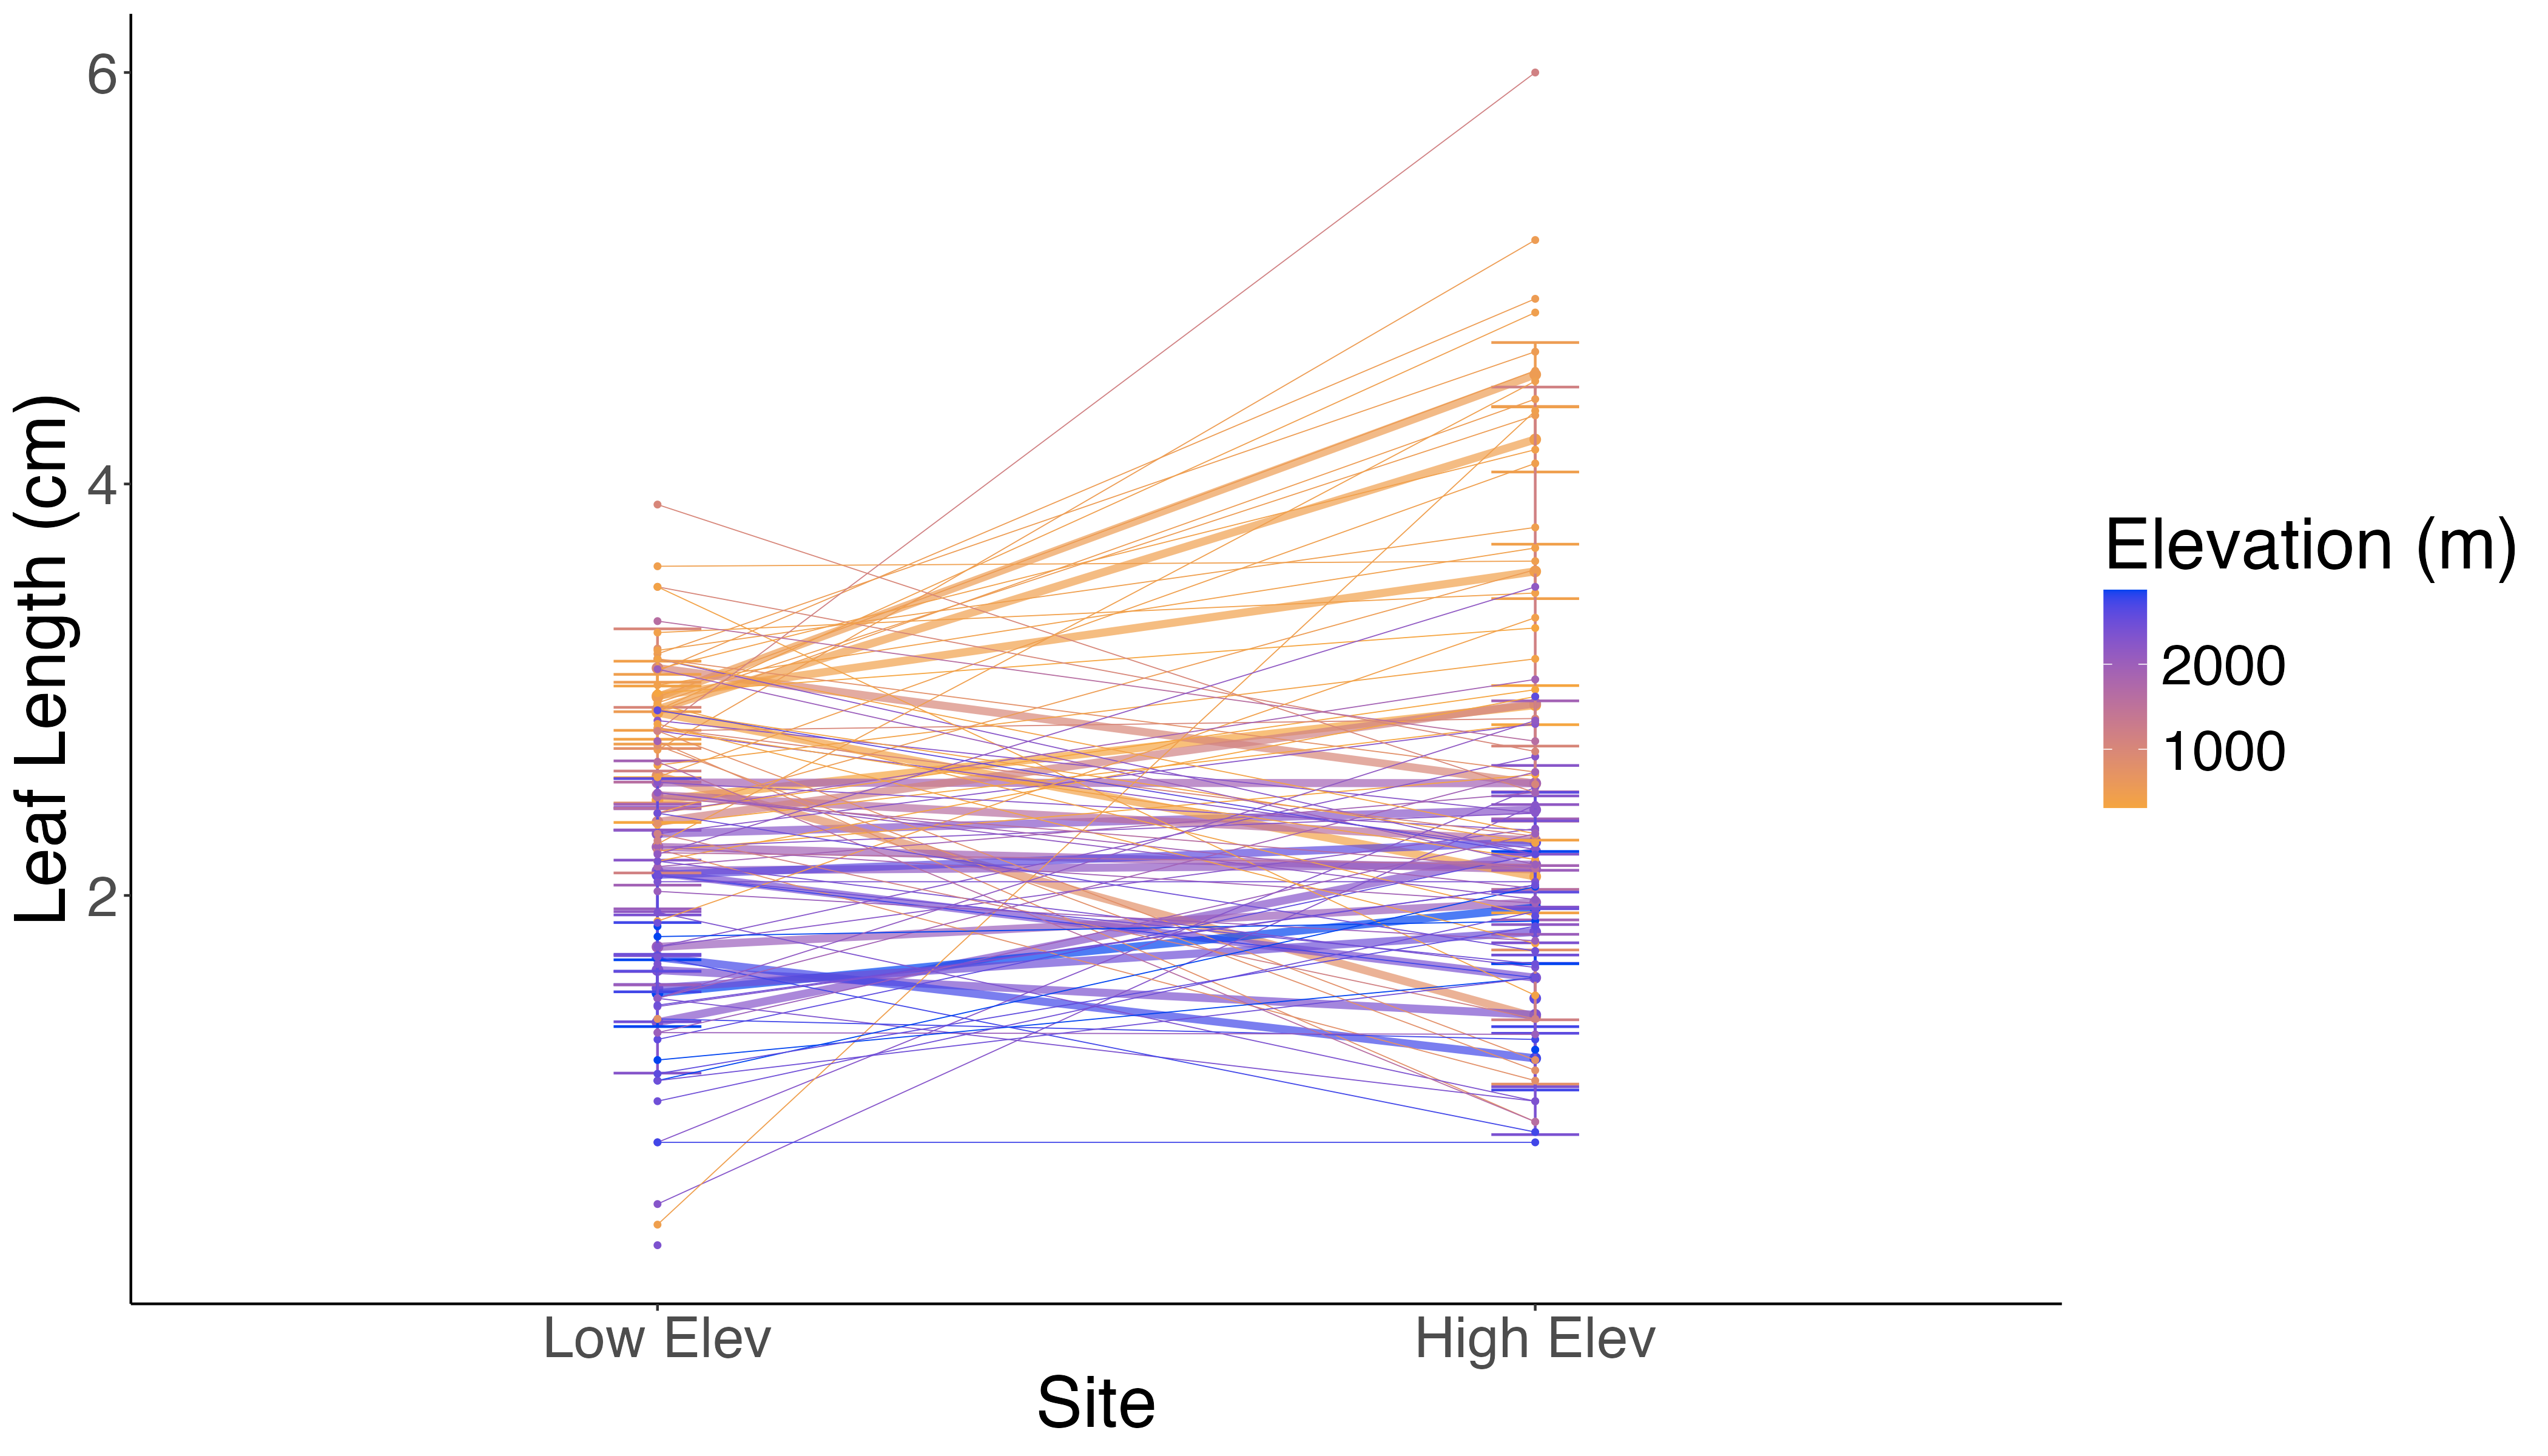 Leaf Length (cm)
6
4
2
Low Elev
High Elev
Site
Elevation (m)
2000
1000